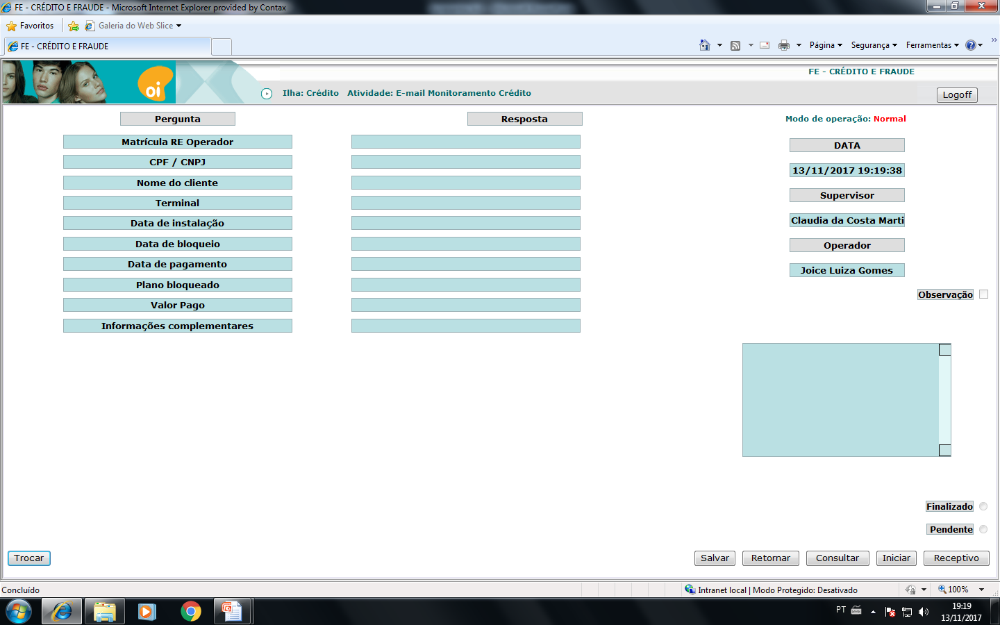 FE - CRÉDITO E FRAUDE - Microsoft Internet Explorer provided by Contax
Favoritos
Galeria do Web Slice
FE - CRÉDITO E FRAUDE
Página
Segurança
Ferramentas
»
FE - CRÉDITO E FRAUDE
oi
Ilha: Crédito Atividade: E-mail Monitoramento Crédito
Logoff
Pergunta
Resposta
Modo de operação: Normal
Matrícula RE Operador
CPF / CNPJ
Nome do cliente
Terminal
Data de instalação
Data de bloqueio
Data de pagamento
Plano bloqueado
Valor Pago
Informações complementares
DATA
13/11/2017 19:19:38
Supervisor
Claudia da Costa Marti
Operador
Joice Luiza Gomes
Observação
Finalizado
Pendente
Trocar
Salvar
Retornar
Consultar
Iniciar
Receptivo
Concluído
Intranet local | Modo Protegido: Desativado
100%
PT
19:19
13/11/2017